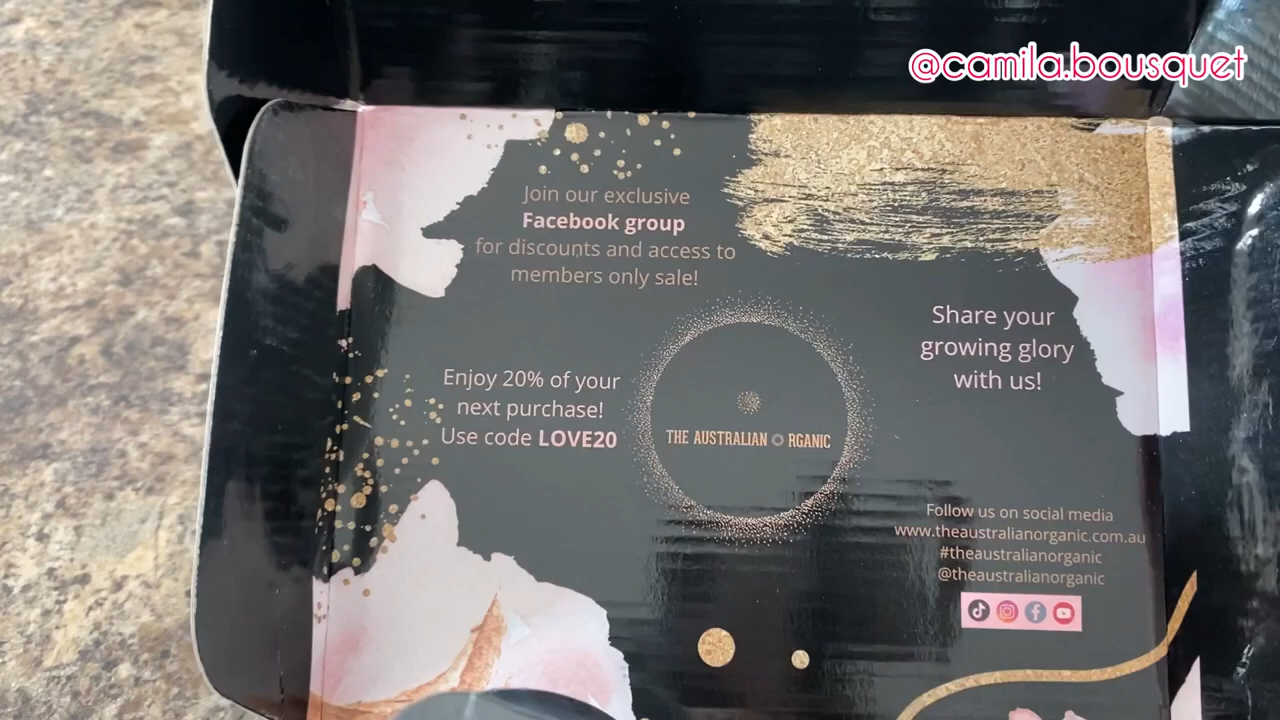 @camila.bousquet
Join our exclusive
Facebook group
for discounts and access to
members only sale!
Share your
growing glory
with us!
Enjoy 20% of your
next purchase!
Use code LOVE20
THE AUSTRALIAN ORGANIC
Follow us on social media
www.theaustralianorganic.com.au
#theaustralianorganic
@theaustralianorganic